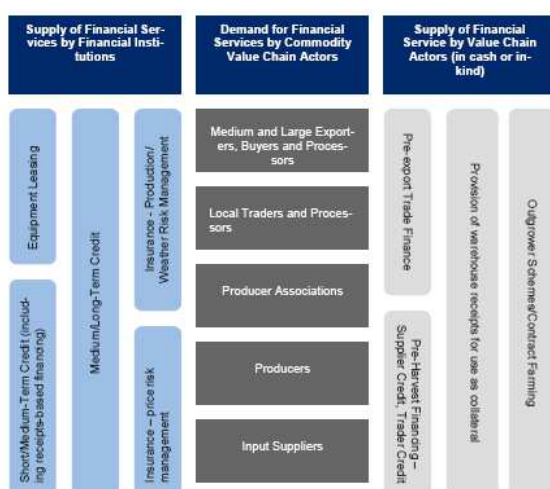 Supply of Financial Ser-
vices by Financial Insti-
tutions
Demand for Financial
Services by Commodity
Value Chain Actors
Supply of Financial
Service by Value Chain
Actors (in cash or in-
kind)
Equipment Leasing
Short/Medium-Term Credit (includ-
ing receipts-based financing)
Medium/Long-Term Credit
Insurance - Production/
Weather Risk Management
Insurance – price risk
management
Medium and Large Export-
ers, Buyers and Proces-
sors
Local Traders and Proces-
sors
Producer Associations
Producers
Input Suppliers
Pre-export Trade Finance
Pre-Harvest Financing –
Supplier Credit, Trader Credit
Provision of warehouse receipts for use as collateral
Outgrower Schemes/Contract Farming